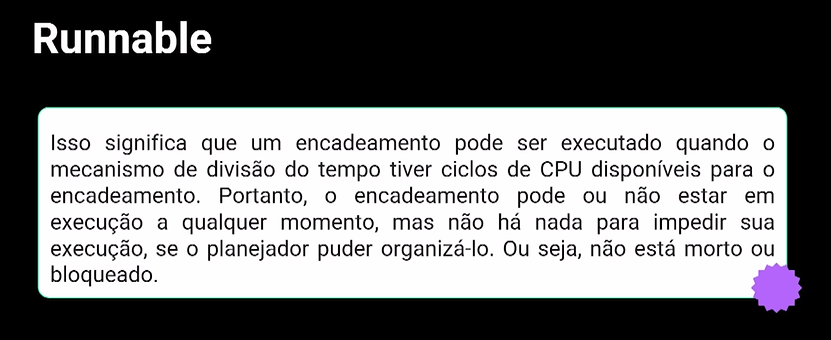 Runnable
Isso significa que um encadeamento pode ser executado quando o
mecanismo de divisão do tempo tiver ciclos de CPU disponíveis para o
encadeamento. Portanto, o encadeamento pode ou não estar em
execução a qualquer momento, mas não há nada para impedir sua
execução, se o planejador puder organizá-lo. Ou seja, não está morto ou
bloqueado.